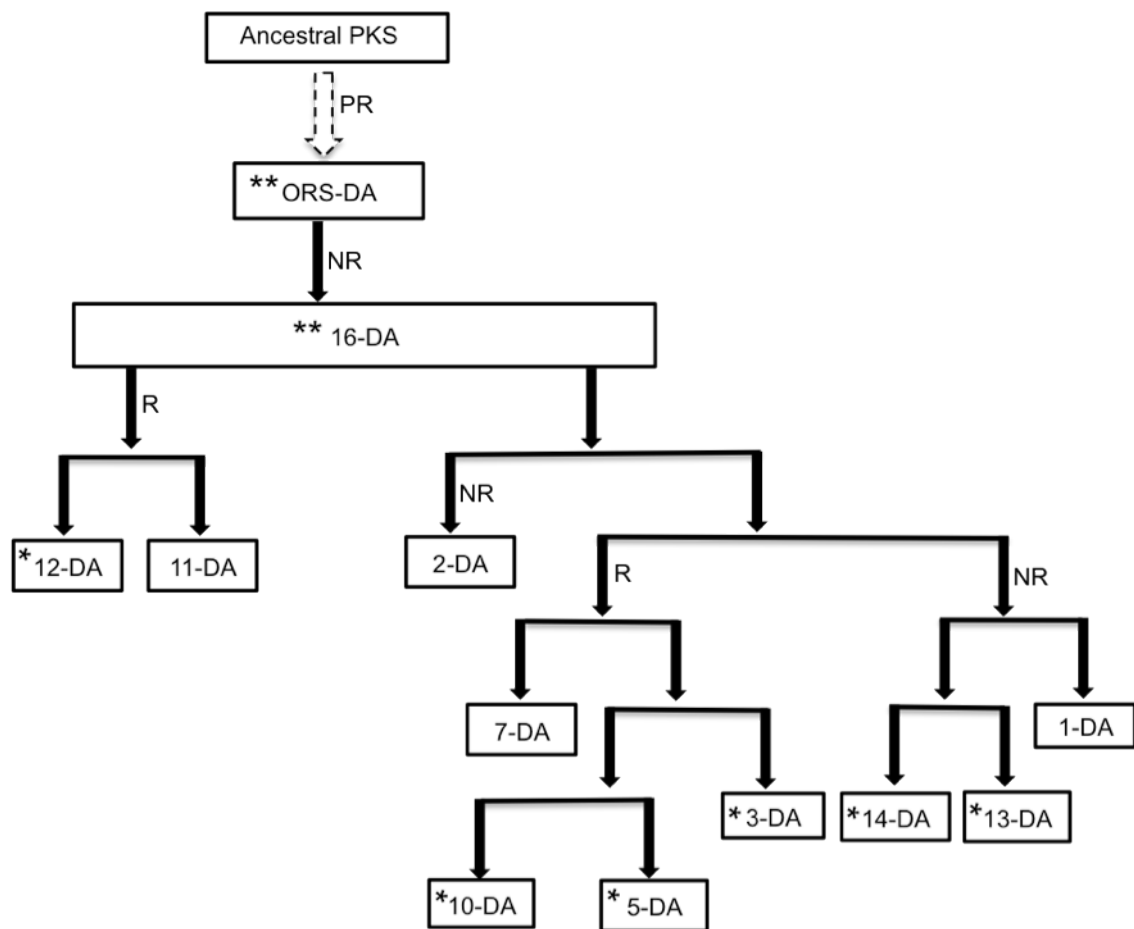 Ancestral PKS
PR
**ORS-DA
NR
** 16-DA
R
NR
*12-DA
11-DA
2-DA
R
NR
7-DA
1-DA
*3-DA
*14-DA
*13-DA
*10-DA
* 5-DA